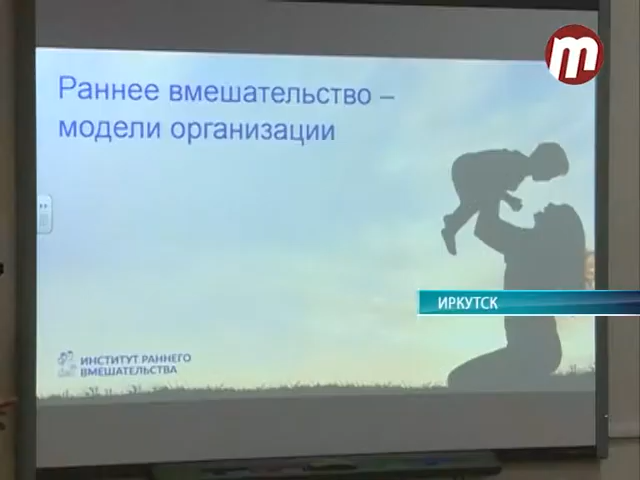 Раннее вмешательство –
модели организации
m
ИРКУТСК
ИНСТИТУТ РАННЕГО
ВМЕШАТЕЛЬСТВА